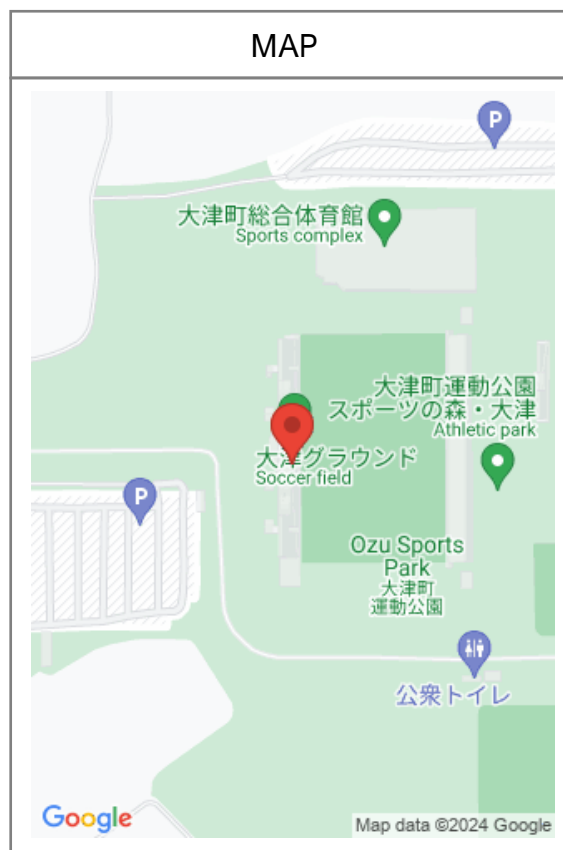 MAP
P
大津町総合体育館
Sports complex
大津町運動公園
スポーツの森・大津
Athletic park
大津グラウンド
Soccer field
P
Ozu Sports
Park
大津町
運動公園
公衆トイレ
Google
Map data ©2024 Google